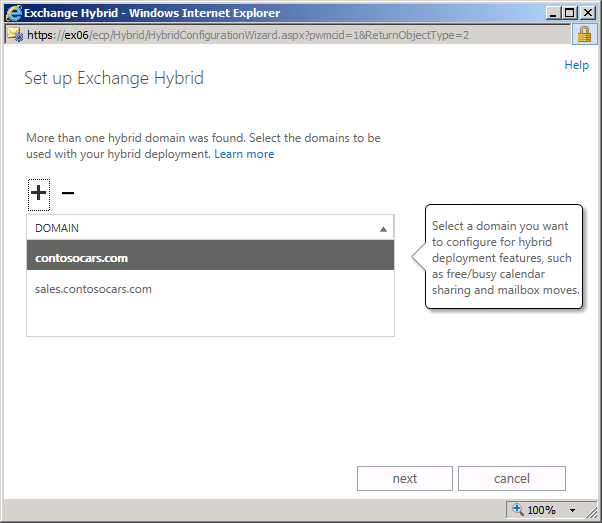 Exchange Hybrid - Windows Internet Explorer
https://ex06/ecp/Hybrid/HybridConfigurationWizard.aspx?pwmcid=1&ReturnObjectType=2
Help
Set up Exchange Hybrid
More than one hybrid domain was found. Select the domains to be
used with your hybrid deployment. Learn more
DOMAIN
contosocars.com
sales.contosocars.com
Select a domain you want
to configure for hybrid
deployment features, such
as free/busy calendar
sharing and mailbox moves.
next
cancel
100%